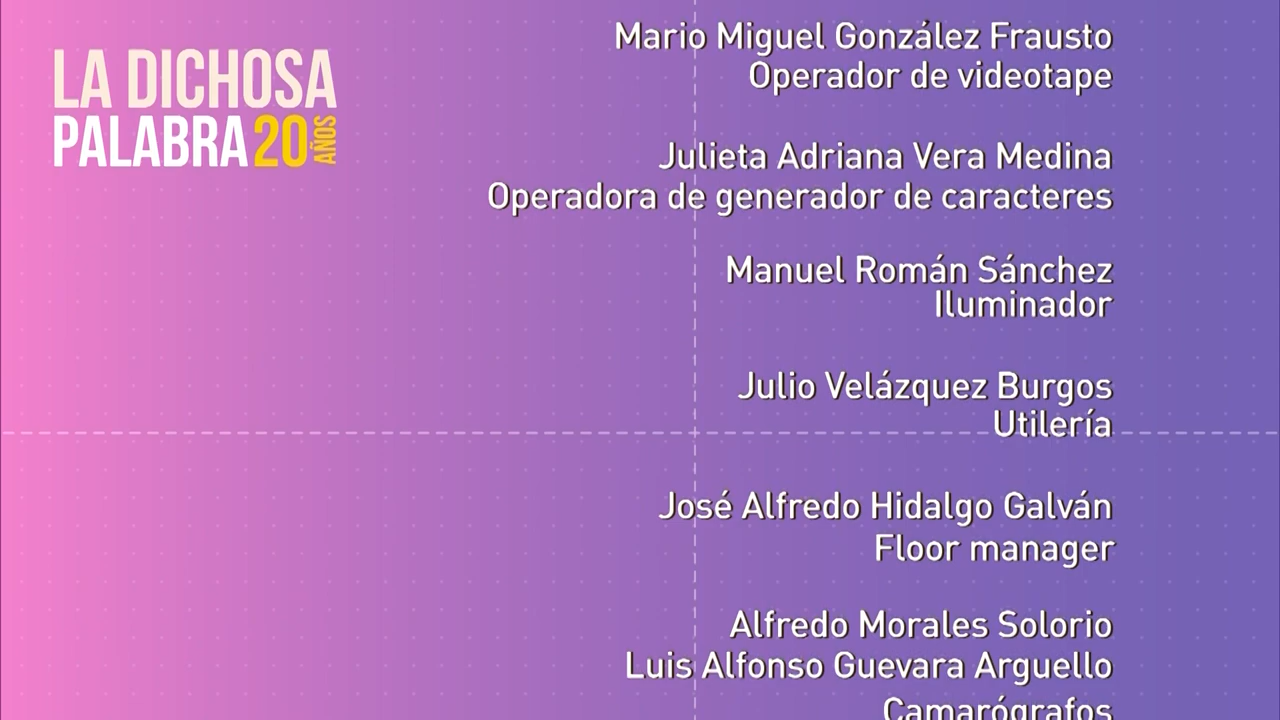 LA DICHOSA
PALABRA 20 AÑOS
Mario Miguel González Frausto
Operador de videotape
Julieta Adriana Vera Medina
Operadora de generador de caracteres
Manuel Román Sánchez
Iluminador
Julio Velázquez Burgos
Utilería
José Alfredo Hidalgo Galván
Floor manager
Alfredo Morales Solorio
Luis Alfonso Guevara Arguello
Camarógrafos